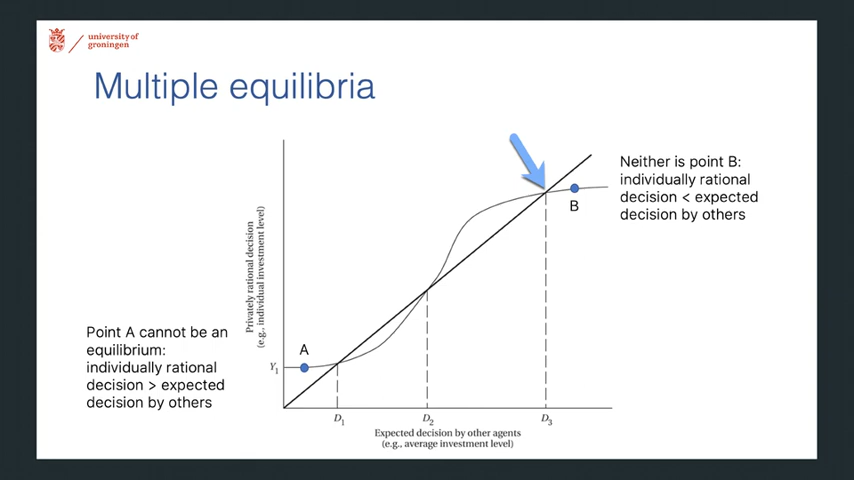 university of
groningen
Multiple equilibria
Neither is point B:
individually rational
decision < expected
decision by others
B
Privately rational decision
(e.g., individual investment level)
Point A cannot be an
equilibrium:
individually rational
decision > expected
decision by others
A
Y1
D1
D2
D3
Expected decision by other agents
(e.g., average investment level)